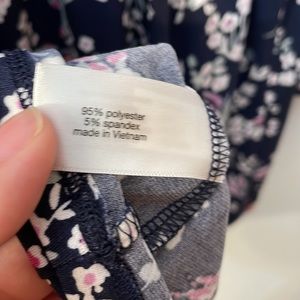 95% polyester
5% spandex
made in Vietnam